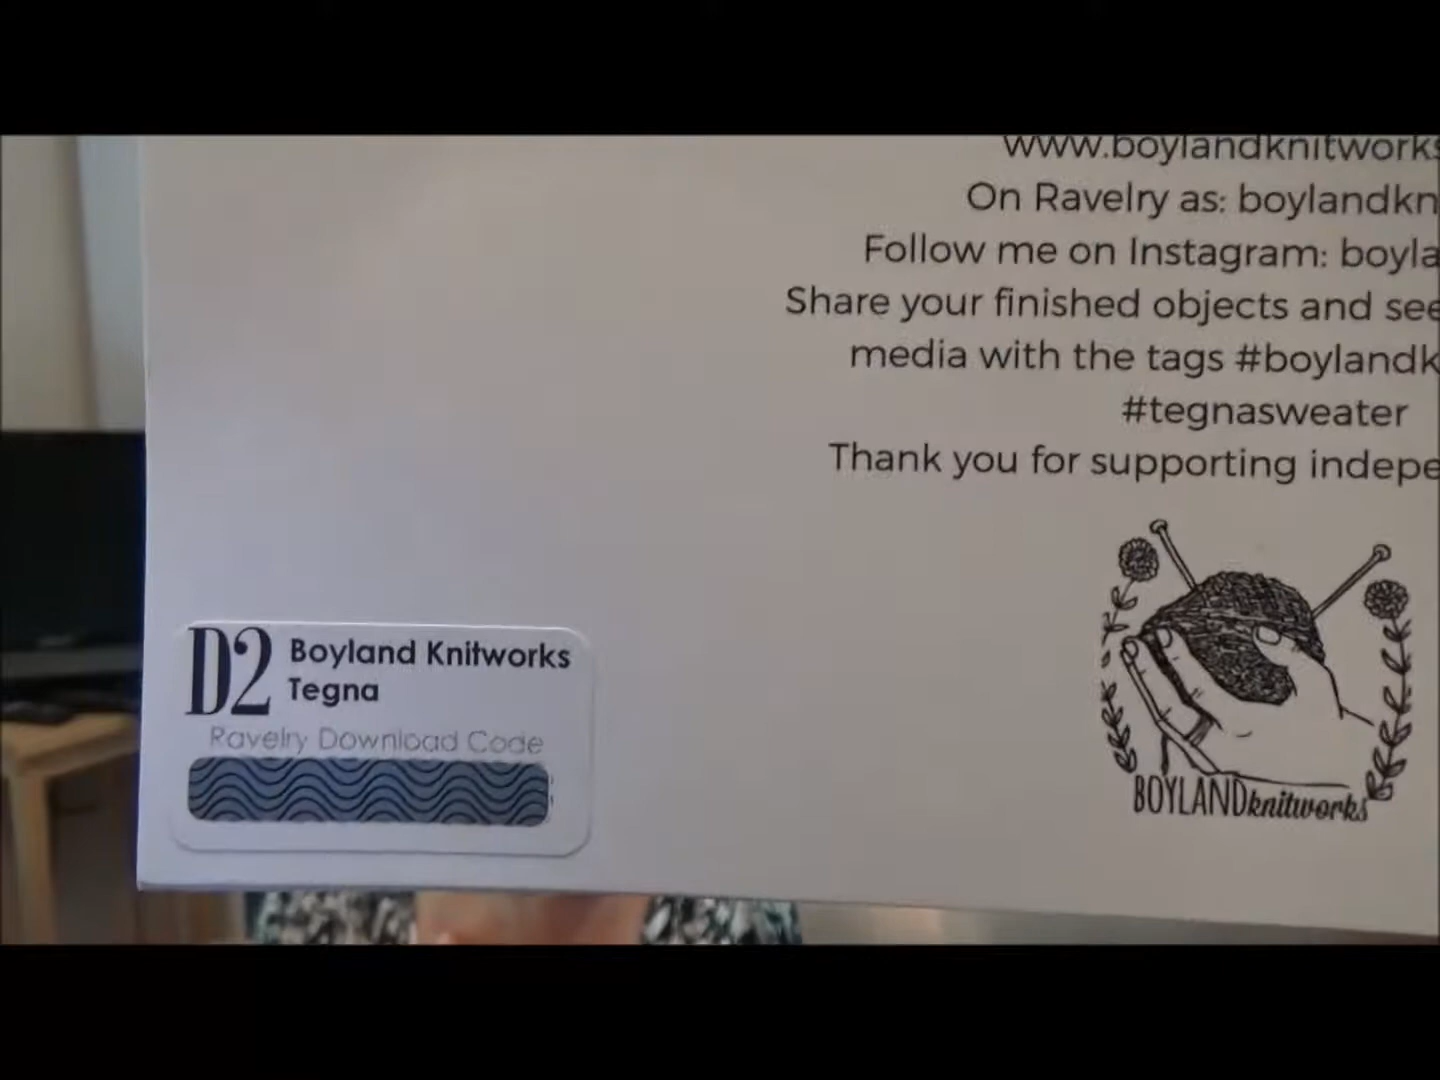 www.boylandknitworks
On Ravelry as: boylandkn
Follow me on Instagram: boyla
Share your finished objects and see
media with the tags #boylandk
#tegnasweater
Thank you for supporting indepe
BOYLANDknitworks
D2
Boyland Knitworks
Tegna
Ravelry Download Code